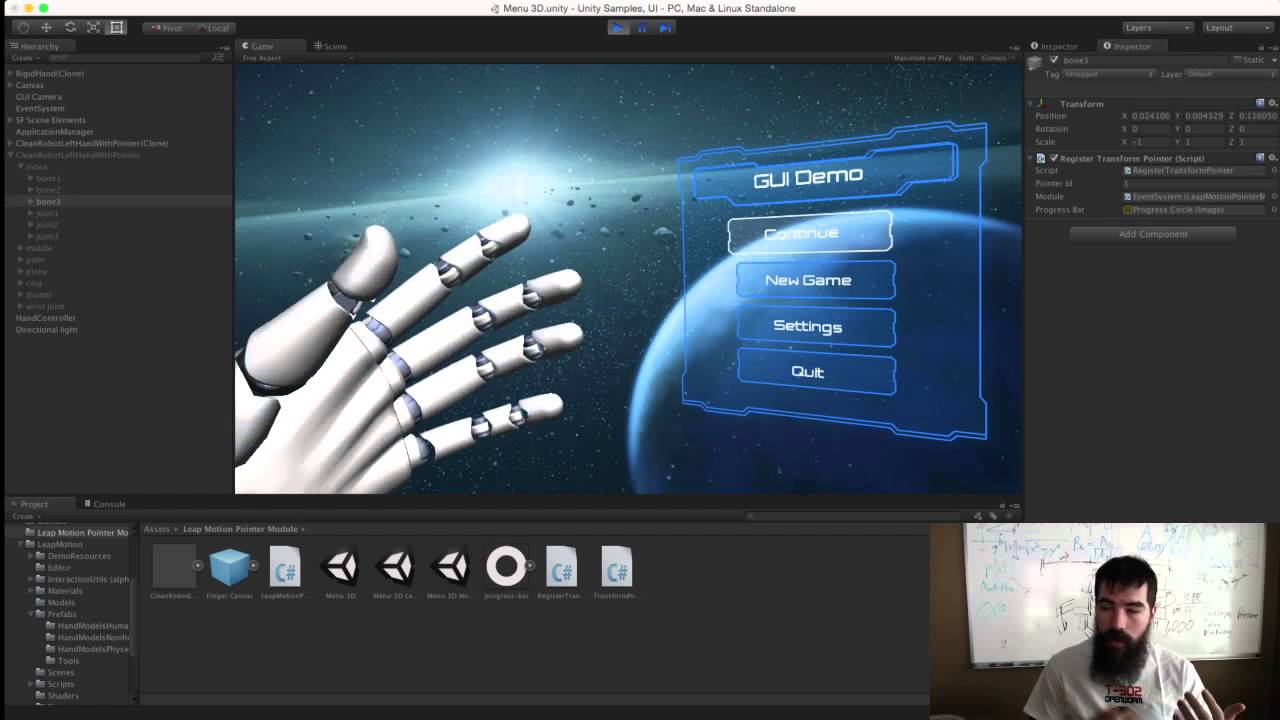 Menu 3D.unity - Unity Samples, UI - PC, Mac & Linux Standalone
Pivot Local
Layers Layout
Hierarchy
Create
RigidHand(Clone)
Canvas
GUI Camera
EventSystem
SF Scene Elements
ApplicationManager
CleanRobotLeftHandWithPointer(Clone)
CleanRobotLeftHandWithPointer
index
bone1
bone2
bone3
joint1
joint2
joint3
middle
palm
pinky
ring
thumb
wrist joint
HandController
Directional light
Game Scene
Free Aspect Maximize on Play Stats Gizmos
GUI Demo
Continue
New Game
Settings
Quit
Inspector Inspector
bone3 Static
Tag Untagged Layer Default
Transform
Position X 0.024106 Y 0.004329 Z 0.116050
Rotation X 0 Y 0 Z 0
Scale X -1 Y 1 Z 1
Register Transform Pointer (Script)
Script RegisterTransformPointer
Pointer Id 1
Module EventSystem (LeapMotionPointerM
Progress Bar Progress Circle (Image)
Add Component
Project Console
Create
Leap Motion Pointer Mo
LeapMotion
DemoResources
Editor
InteractionUtils (alph
Materials
Models
Prefabs
HandModelsHuma
HandModelsNonh
HandModelsPhysi
Tools
Scenes
Scripts
Shaders
Assets Leap Motion Pointer Module
CleanRobotL... Finger Canvas LeapMotionP... Menu 3D Menu 3D Le... Menu 3D No... progress-bar RegisterTran... TransformPo...
T-302
OPENWORM